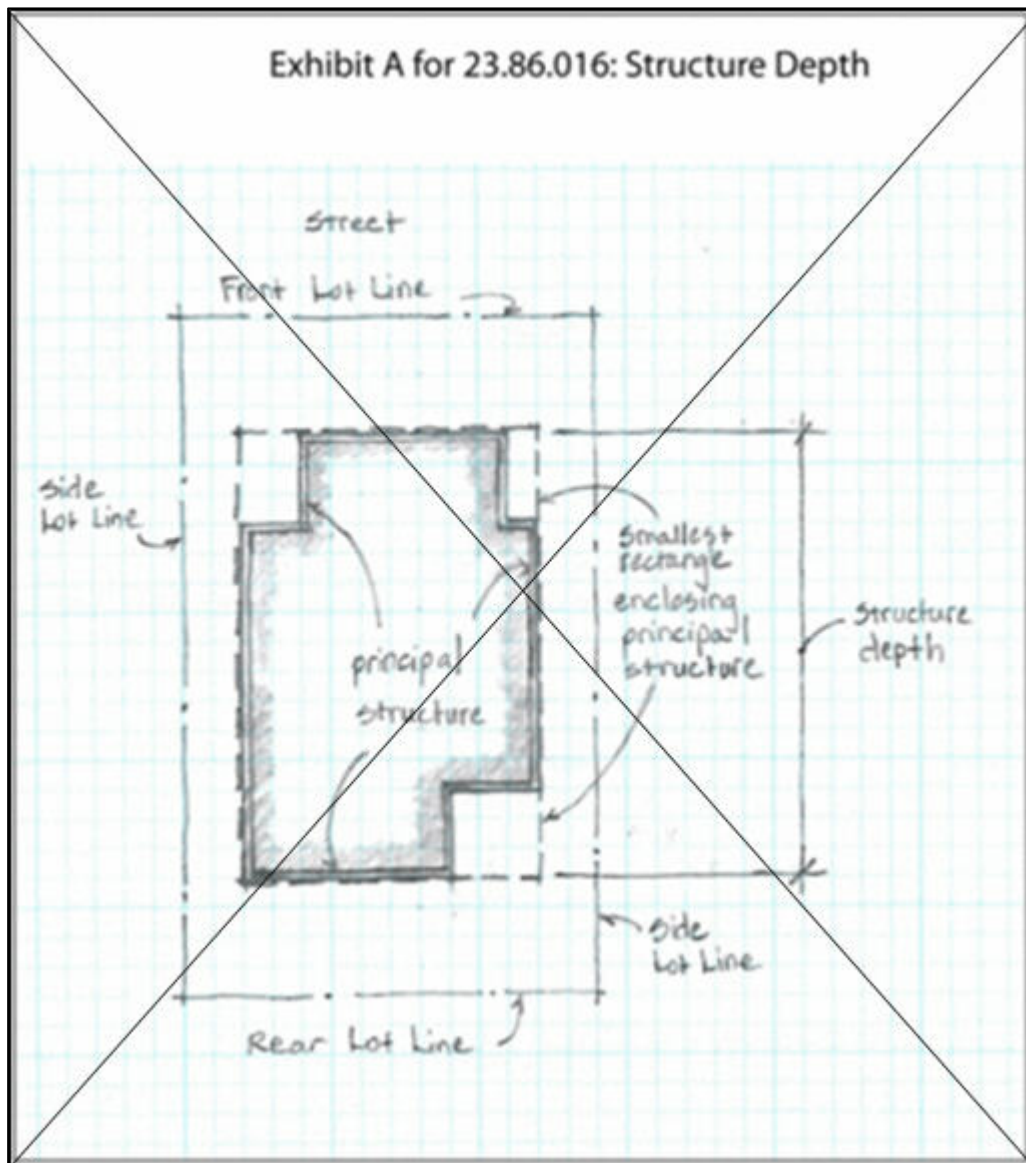 Exhibit A for 23.86.016: Structure Depth
Street
Front Lot Line
Side
Lot Line
Smallest
rectange
enclosing
principal
structure
Structure
depth
principal
structure
Side
Lot Line
Rear Lot Line